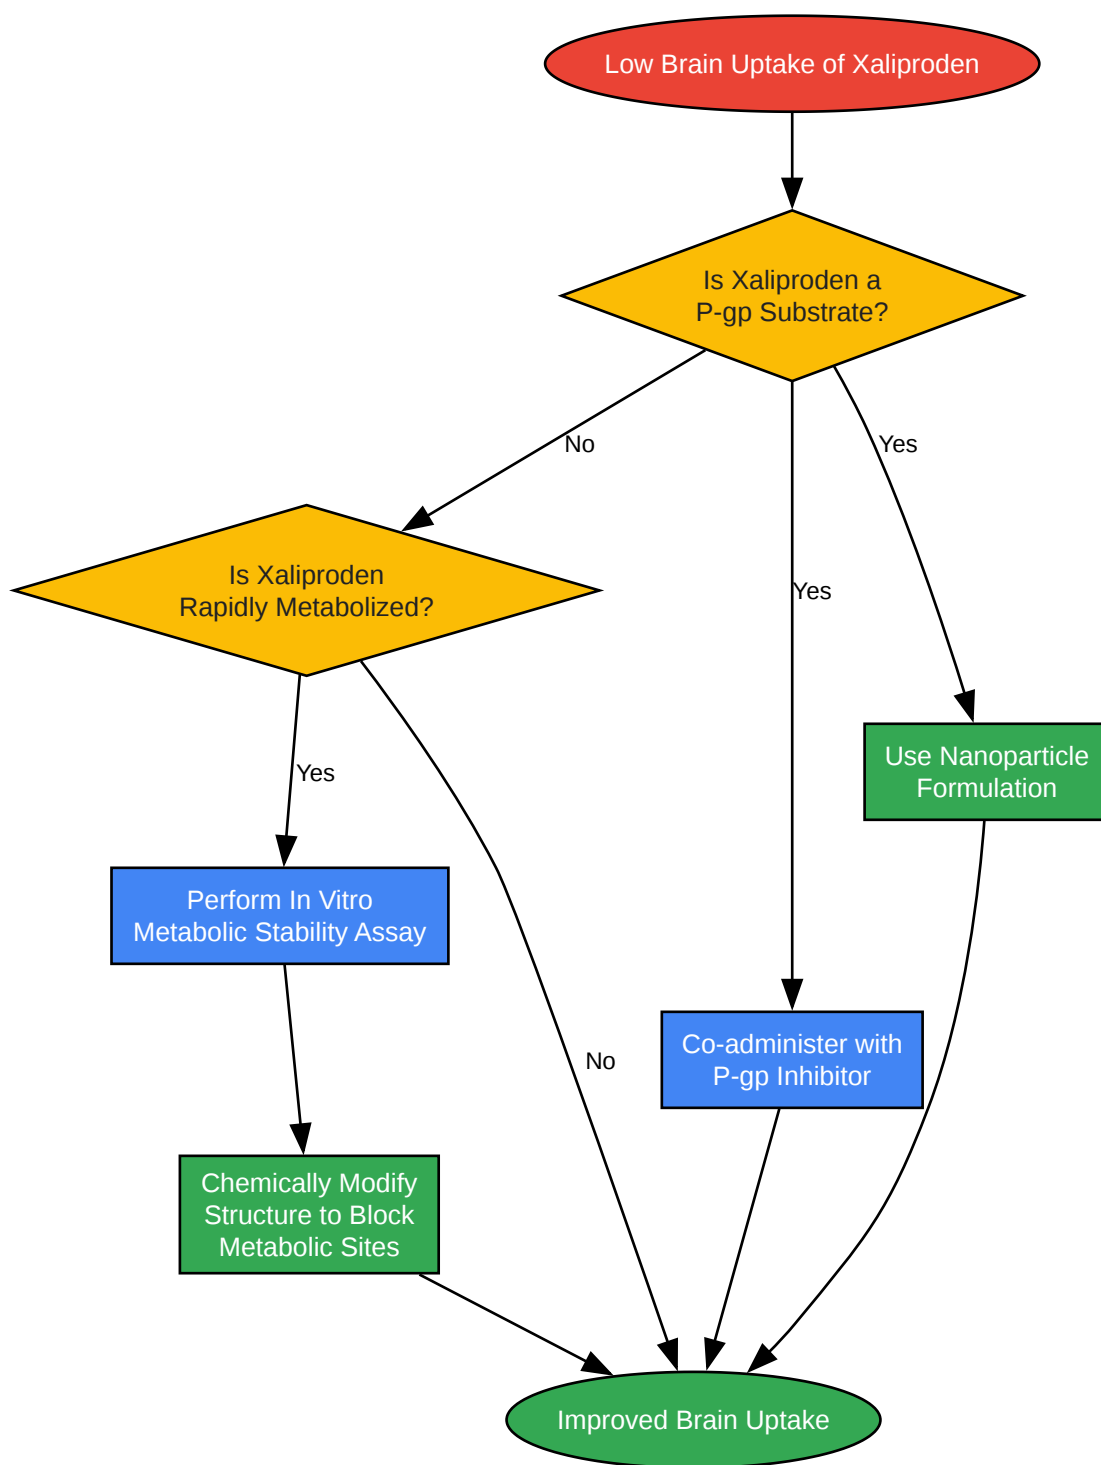 Low Brain Uptake of Xaliproden
Is Xaliproden a
P-gp Substrate?
No
Yes
Is Xaliproden
Rapidly Metabolized?
Yes
Yes
Use Nanoparticle
Formulation
Perform In Vitro
Metabolic Stability Assay
No
Co-administer with
P-gp Inhibitor
Chemically Modify
Structure to Block
Metabolic Sites
Improved Brain Uptake